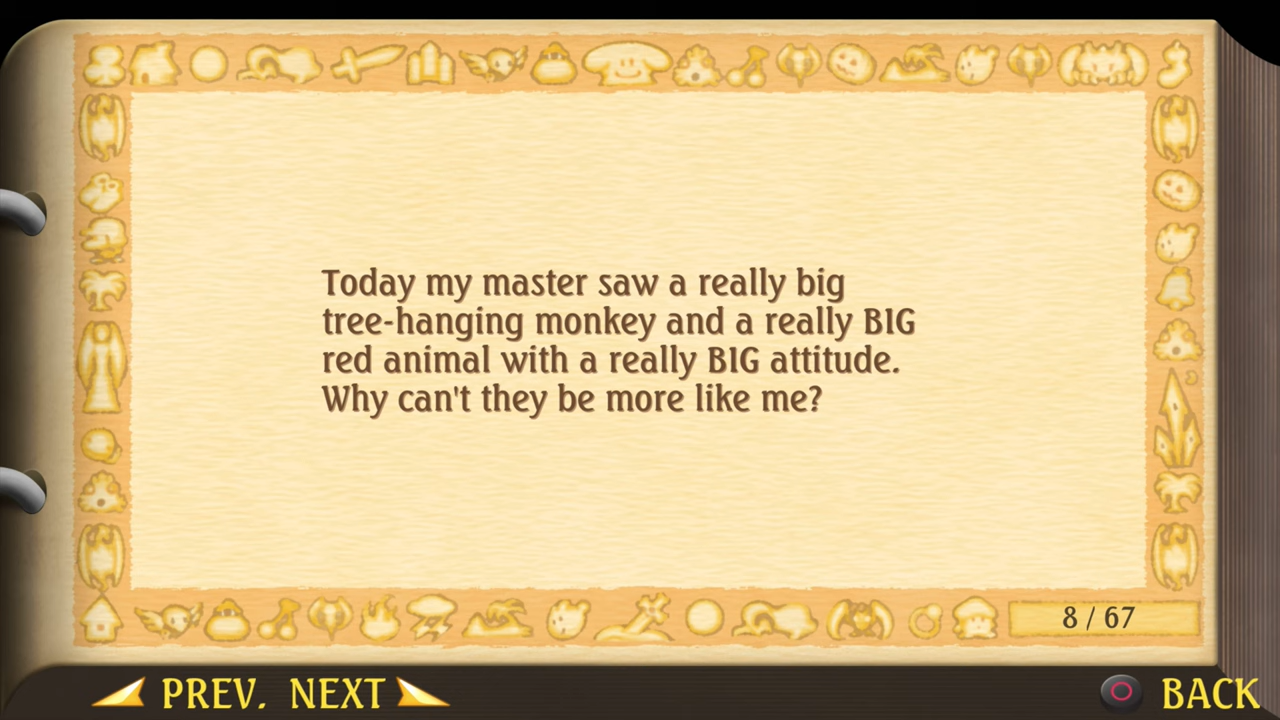 Today my master saw a really big
tree-hanging monkey and a really BIG
red animal with a really BIG attitude.
Why can't they be more like me?
8 / 67
PREV. NEXT
BACK